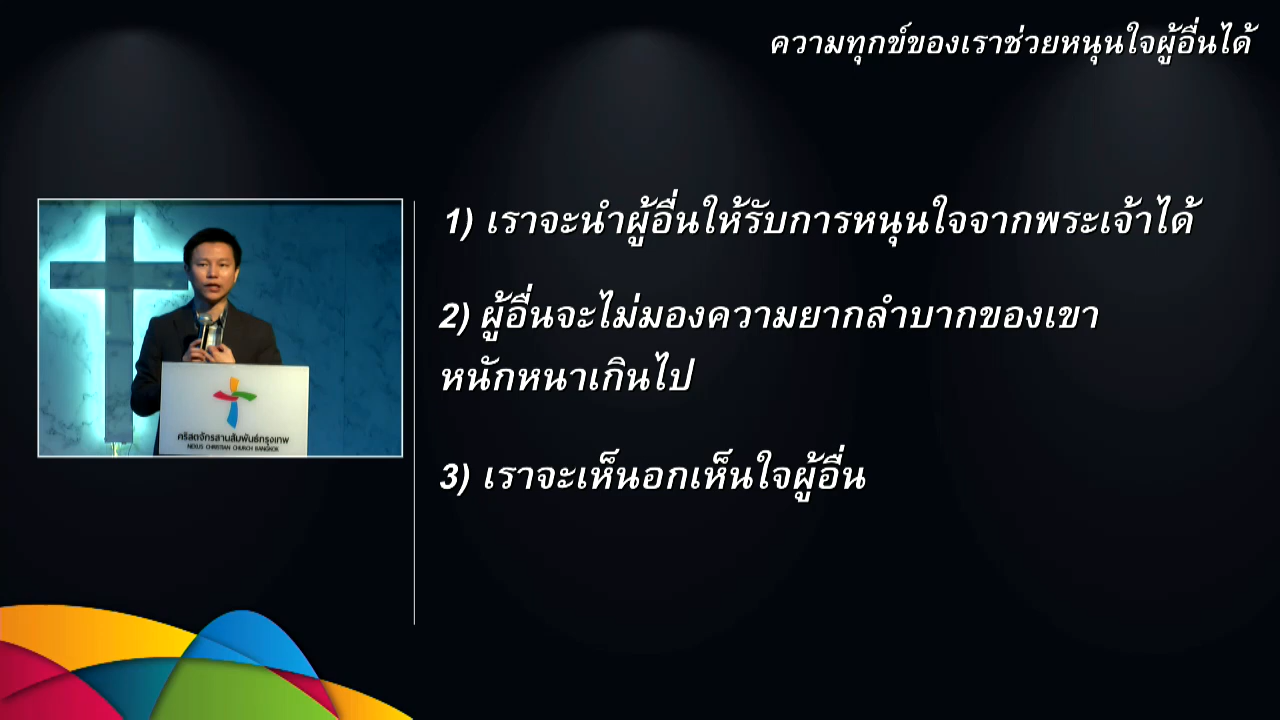 ความทุกข์ของเราช่วยหนุนใจผู้อื่นได้
1) เราจะนำผู้อื่นให้รับการหนุนใจจากพระเจ้าได้
2) ผู้อื่นจะไม่มองความยากลำบากของเขา
หนักหนาเกินไป
3) เราจะเห็นอกเห็นใจผู้อื่น
คริสตจักรสานสัมพันธ์กรุงเทพ
NEXUS CHRISTIAN CHURCH BANGKOK